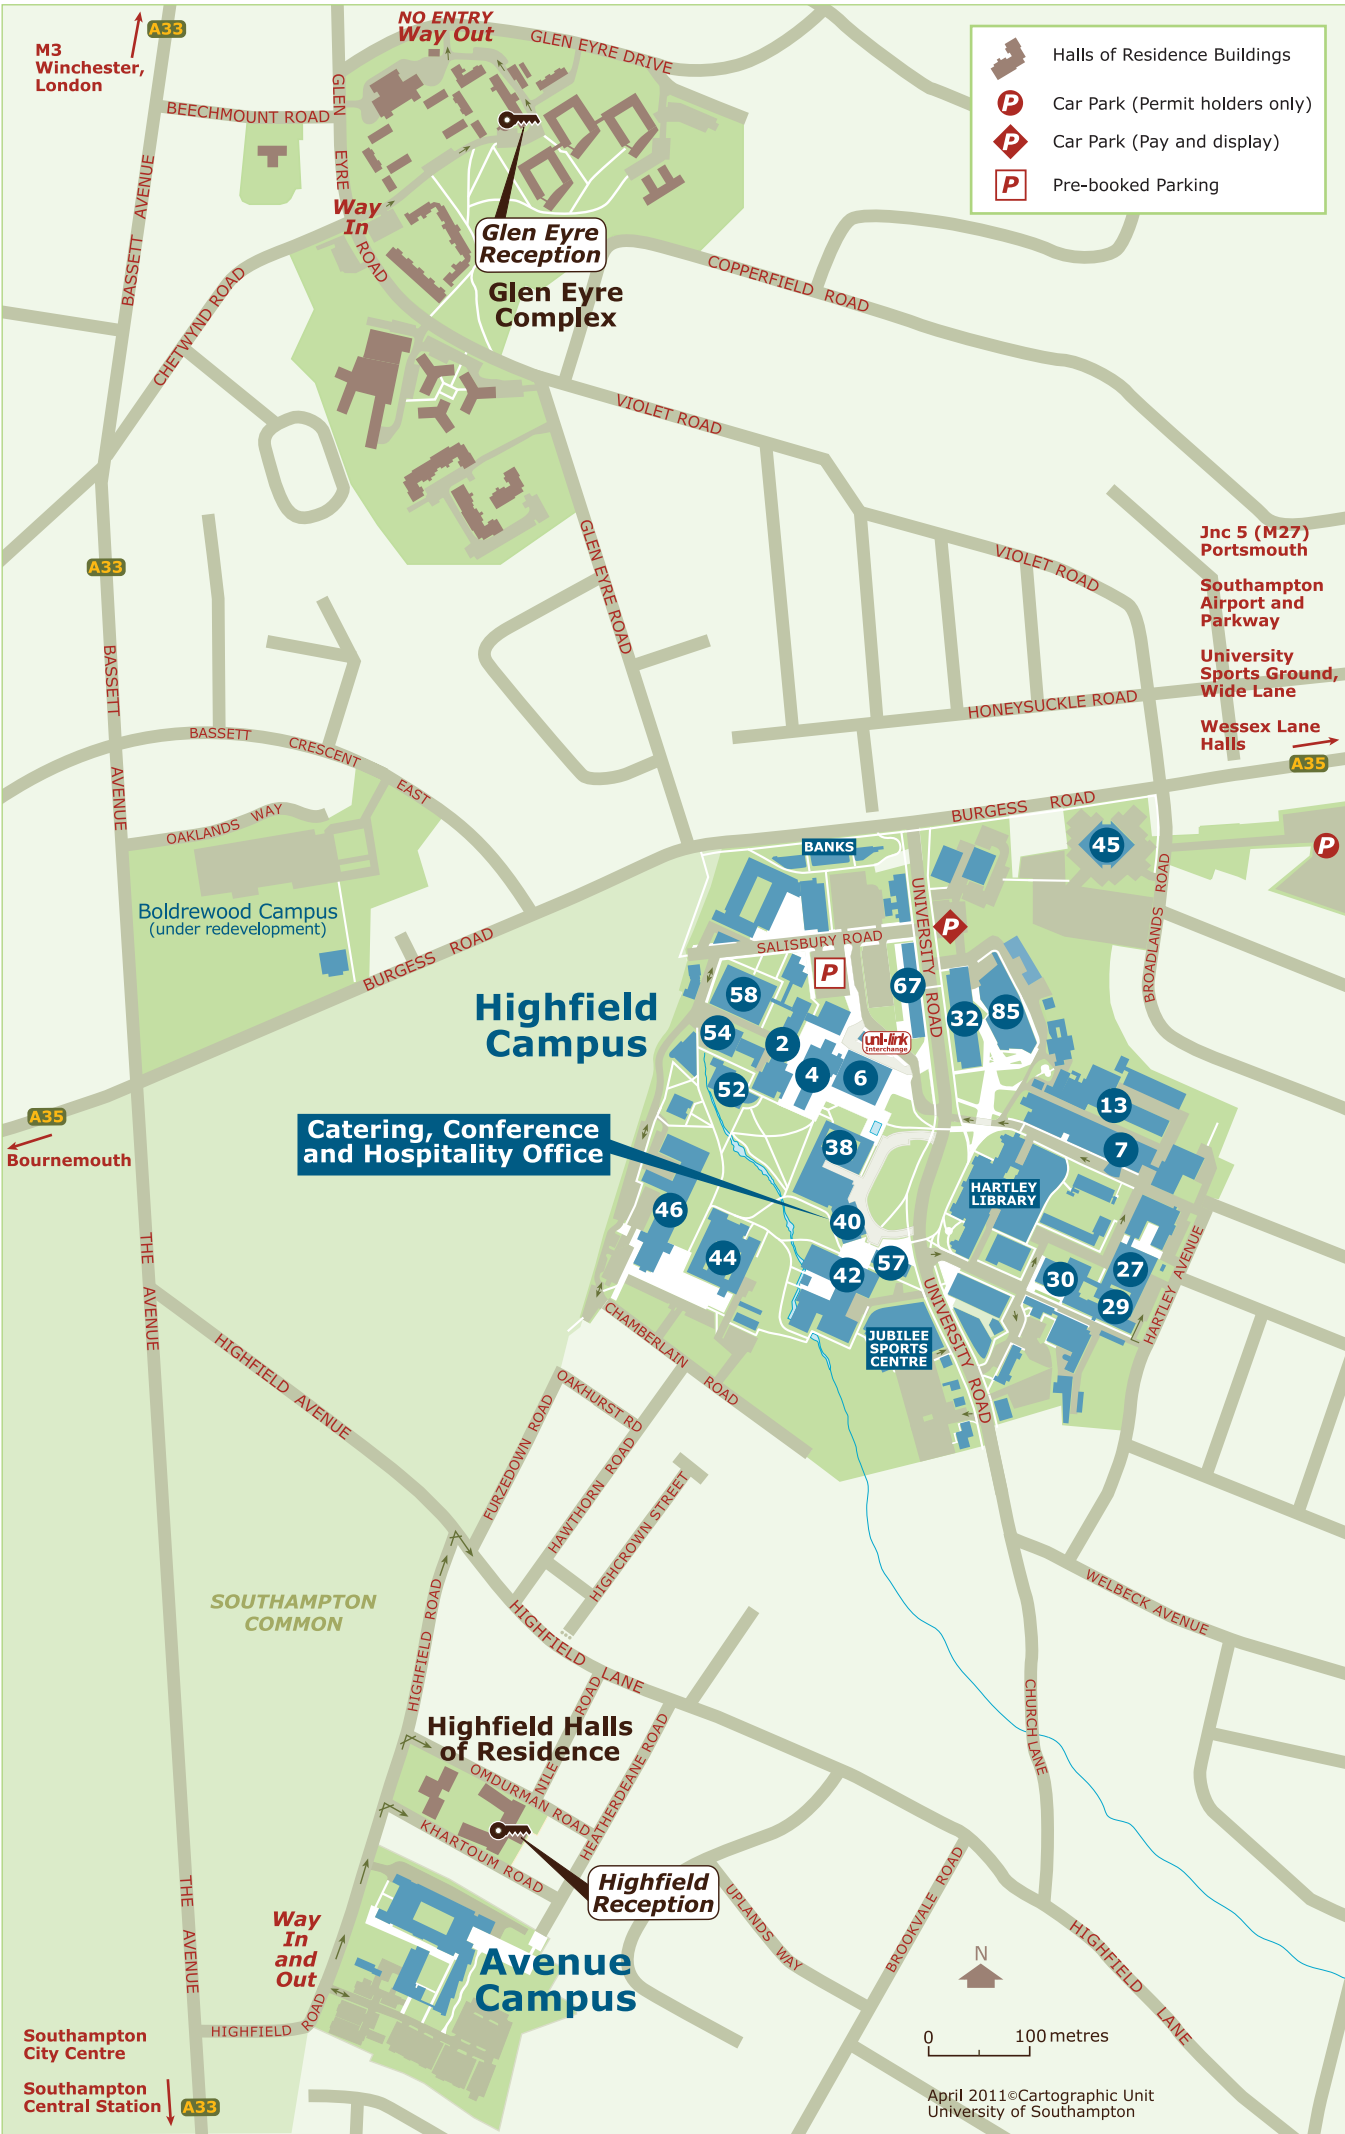 NO ENTRY
Way Out
A33
M3
Winchester,
London
GLEN EYRE DRIVE
Halls of Residence Buildings
P
Car Park (Permit holders only)
P
Car Park (Pay and display)
P
Pre-booked Parking
BEECHMOUNT ROAD
GLEN EYRE ROAD
BASSETT AVENUE
Way
In
Glen Eyre
Reception
Glen Eyre
Complex
COPPERFIELD ROAD
CHETWYND ROAD
VIOLET ROAD
A33
GLEN EYRE ROAD
VIOLET ROAD
Jnc 5 (M27)
Portsmouth
Southampton
Airport and
Parkway
University
Sports Ground,
Wide Lane
Wessex Lane
Halls
A35
BASSETT AVENUE
HONEYSUCKLE ROAD
BASSETT CRESCENT EAST
OAKLANDS WAY
BURGESS ROAD
BANKS
45
P
Boldrewood Campus
(under redevelopment)
BURGESS ROAD
UNIVERSITY ROAD
P
SALISBURY ROAD
P
BROADLANDS ROAD
Highfield
Campus
58
67
32
85
54
2
uni-link
interchange
4
6
52
13
A35
Bournemouth
Catering, Conference
and Hospitality Office
38
7
HARTLEY
LIBRARY
46
40
44
42
57
30
27
29
HARTLEY AVENUE
UNIVERSITY ROAD
JUBILEE
SPORTS
CENTRE
THE AVENUE
CHAMBERLAIN ROAD
HIGHFIELD AVENUE
OAKHURST RD
FURZEDOWN ROAD
HAWTHORN ROAD
HIGHCROWN STREET
SOUTHAMPTON
COMMON
HIGHFIELD ROAD
HIGHFIELD LANE
WELBECK AVENUE
CHURCH LANE
Highfield Halls
of Residence
NILE ROAD
OMDURMAN ROAD
HEATHERDEANE ROAD
KHARTOUM ROAD
Highfield
Reception
UPLANDS WAY
BROOKVALE ROAD
HIGHFIELD LANE
THE AVENUE
Way
In
and
Out
Avenue
Campus
N
HIGHFIELD ROAD
Southampton
City Centre
Southampton
Central Station
A33
0 100 metres
April 2011©Cartographic Unit
University of Southampton